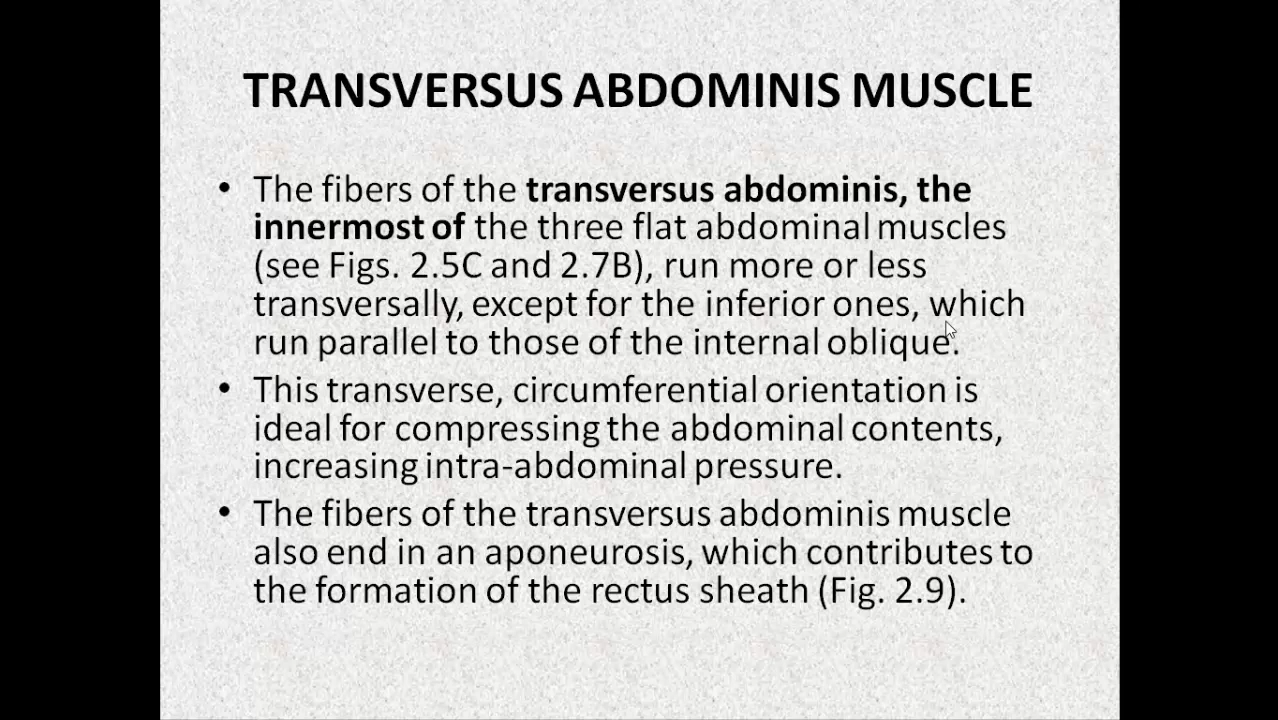 TRANSVERSUS ABDOMINIS MUSCLE
• The fibers of the transversus abdominis, the
innermost of the three flat abdominal muscles
(see Figs. 2.5C and 2.7B), run more or less
transversally, except for the inferior ones, which
run parallel to those of the internal oblique.
• This transverse, circumferential orientation is
ideal for compressing the abdominal contents,
increasing intra-abdominal pressure.
• The fibers of the transversus abdominis muscle
also end in an aponeurosis, which contributes to
the formation of the rectus sheath (Fig. 2.9).